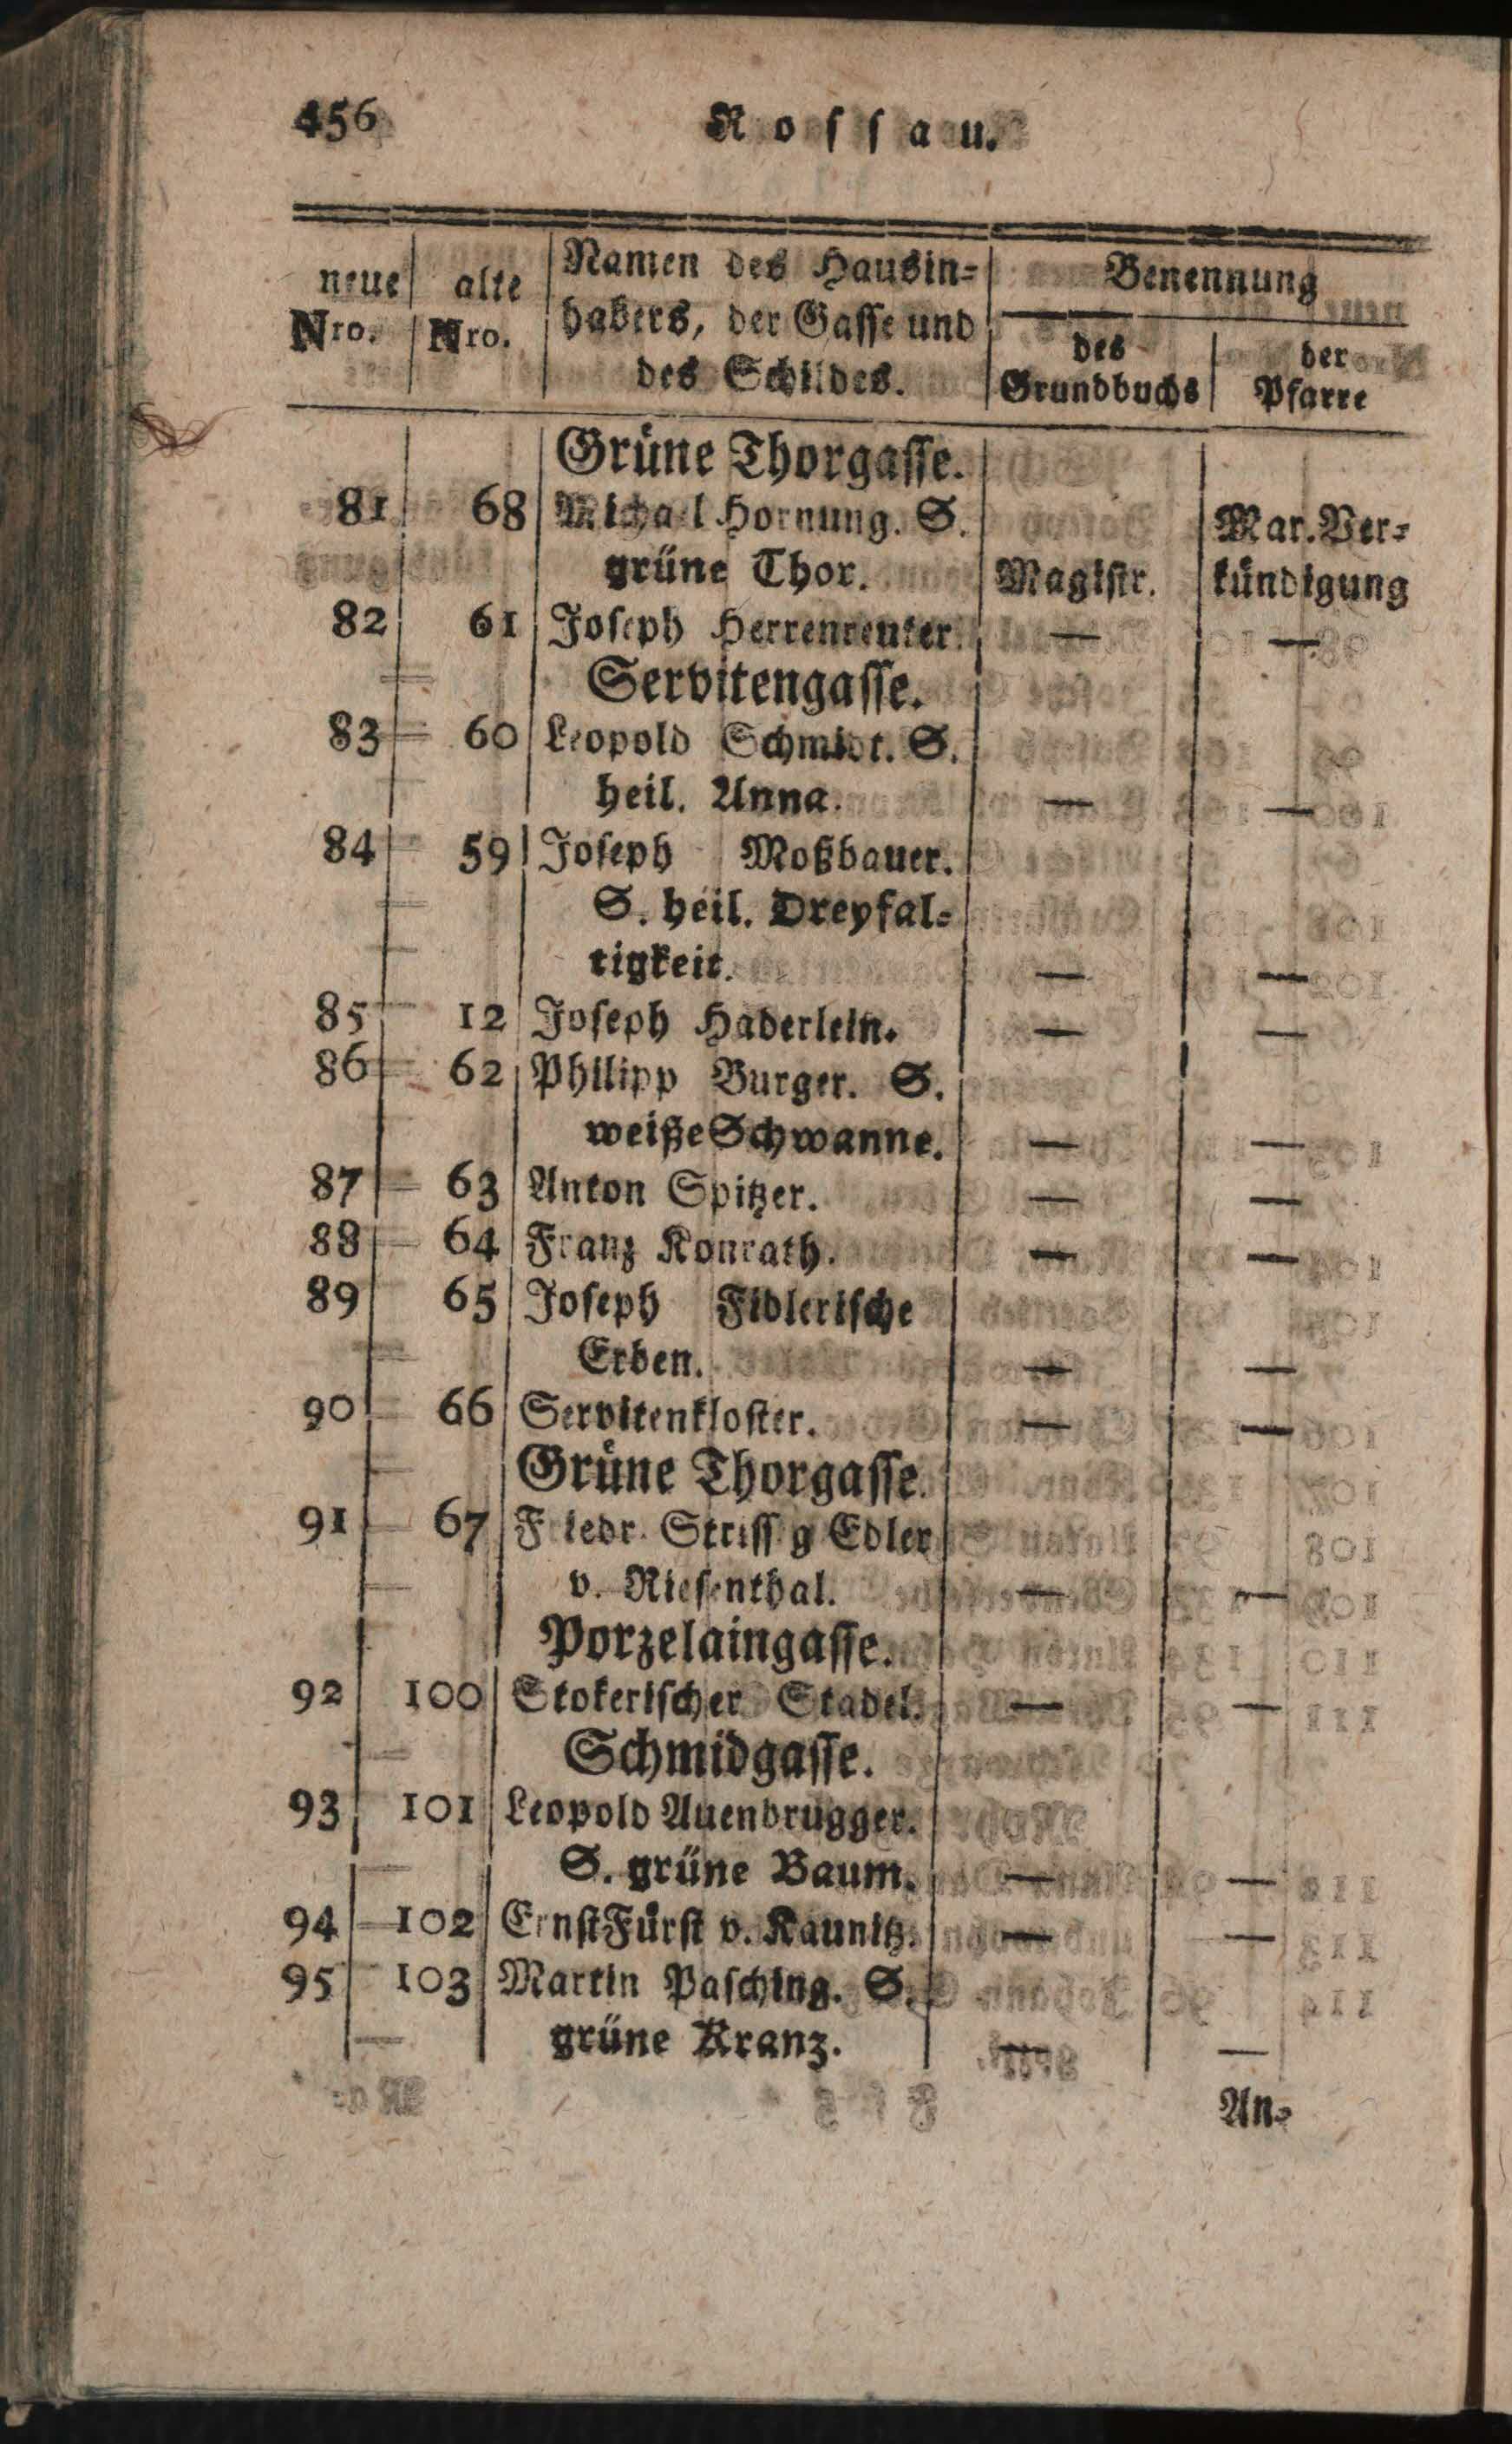 456 Rossau.
neue alte Namen des Hausin- Benennung
Nro. Nro. habers, der Gasse und des der
des Schildes. Grundbuchs Pfarre
Grüne Thorgasse.
81 68 Michael Hornung. S. Mar. Ver-
grüne Thor. Magistr. kündigung
82 61 Joseph Herrenreuter. — —
Servitengasse.
83 60 Leopold Schmidt. S.
heil. Anna. — —
84 59 Joseph Moßbauer.
S. heil. Dreyfal-
tigkeit. — —
85 12 Joseph Haderlein. — —
86 62 Philipp Burger. S.
weiße Schwanne. — —
87 63 Anton Spitzer. — —
88 64 Franz Konrath. — —
89 65 Joseph Fidlerische
Erben. — —
90 66 Servitenkloster. — —
Grüne Thorgasse.
91 67 Friedr. Strissig Edler
v. Riesenthal. — —
Porzelaingasse.
92 100 Stokerischer Stadel. — —
Schmidgasse.
93 101 Leopold Auenbrugger.
S. grüne Baum. — —
94 102 Ernst Fürst v. Kaunitz. — —
95 103 Martin Pasching. S.
grüne Kranz. — —
An-